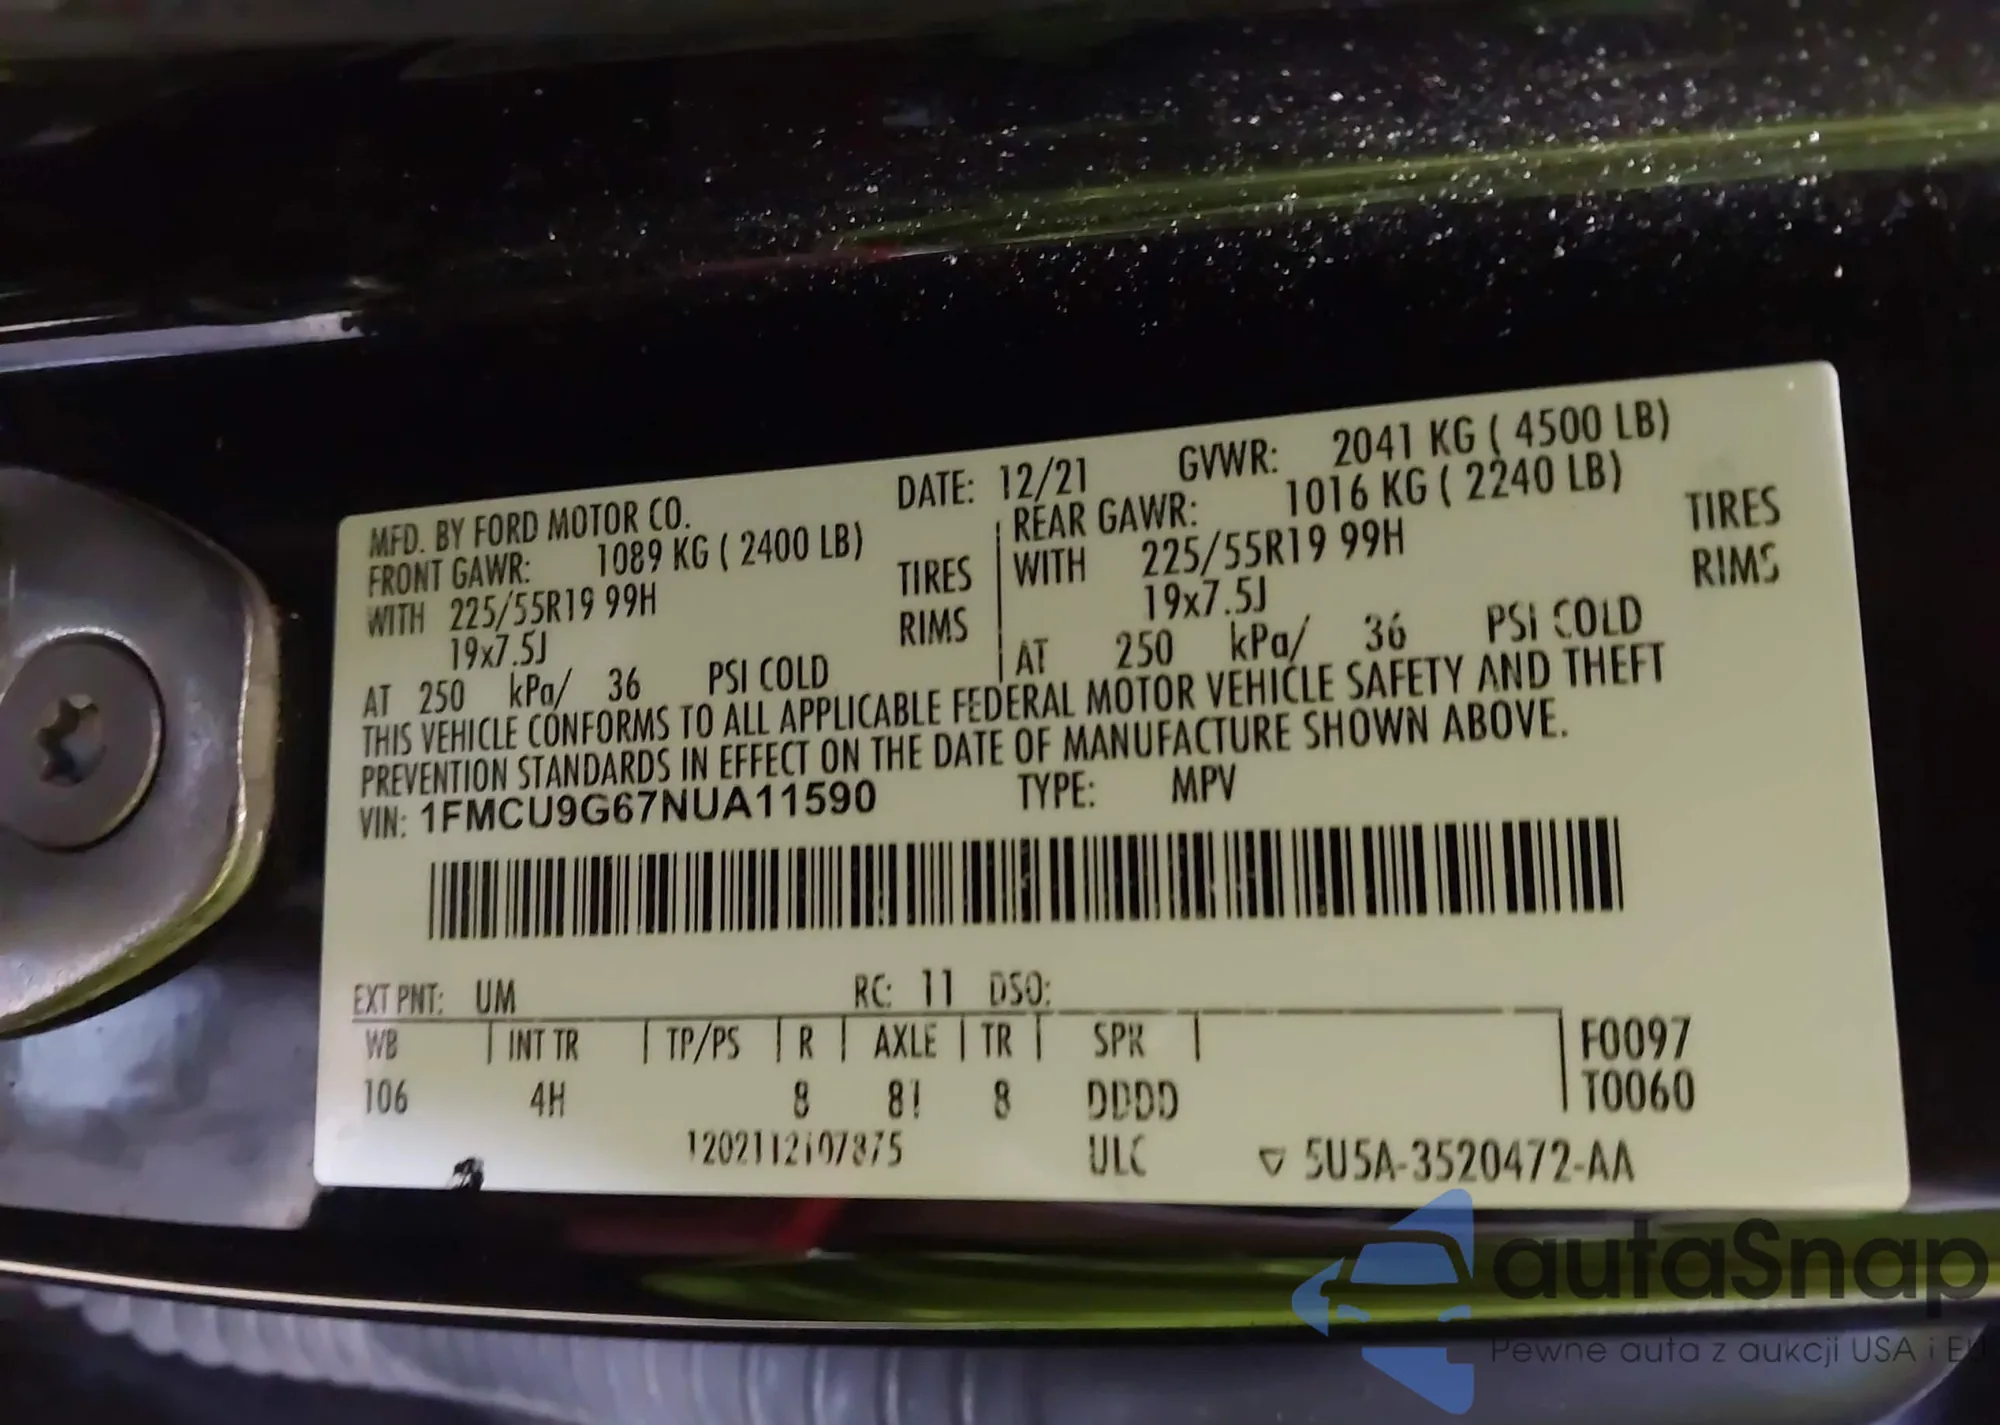 MFD. BY FORD MOTOR CO. DATE: 12/21 GVWR: 2041 KG ( 4500 LB)
FRONT GAWR: 1089 KG ( 2400 LB) REAR GAWR: 1016 KG ( 2240 LB)
WITH 225/55R19 99H TIRES WITH 225/55R19 99H TIRES
19x7.5J RIMS 19x7.5J RIMS
AT 250 kPa/ 36 PSI COLD AT 250 kPa/ 36 PSI COLD
THIS VEHICLE CONFORMS TO ALL APPLICABLE FEDERAL MOTOR VEHICLE SAFETY AND THEFT
PREVENTION STANDARDS IN EFFECT ON THE DATE OF MANUFACTURE SHOWN ABOVE.
VIN: 1FMCU9G67NUA11590 TYPE: MPV
EXT PNT: UM RC: 11 DSO:
WB INT TR TP/PS R AXLE TR SPR F0097
106 4H 8 8! 8 DDDD T0060
ULC 5U5A-3520472-AA
autaSnap
Pewne auta z aukcji USA i EU